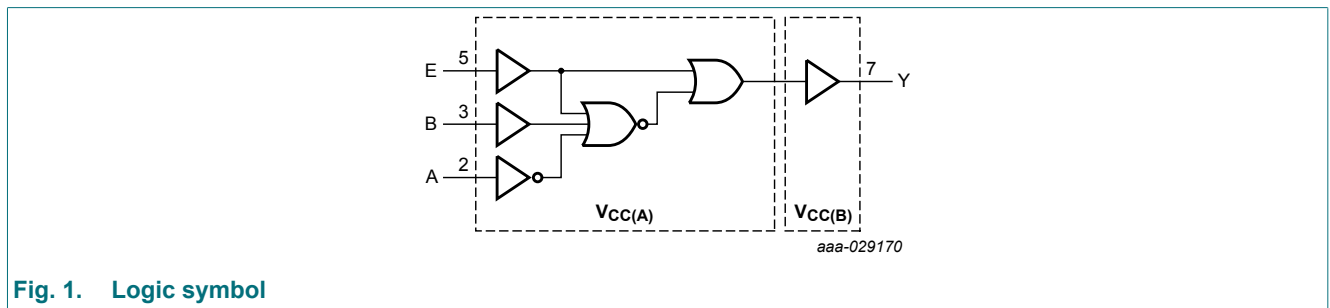 E 5
7 Y
B 3
A 2
VCC(A)
VCC(B)
aaa-029170
Fig. 1. Logic symbol